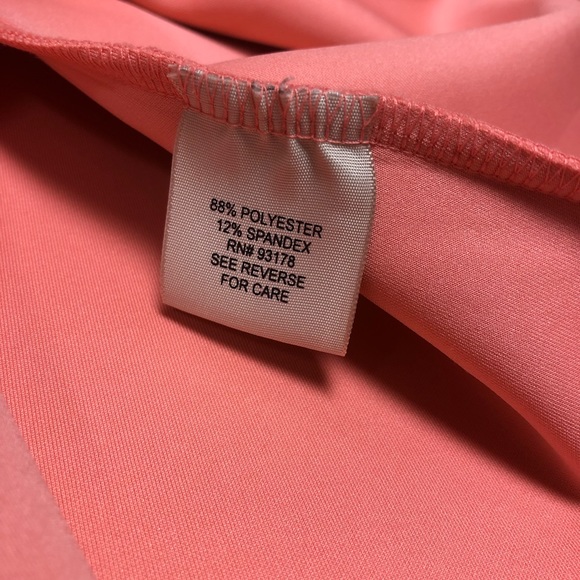 88% POLYESTER
12% SPANDEX
RN# 93178
SEE REVERSE
FOR CARE